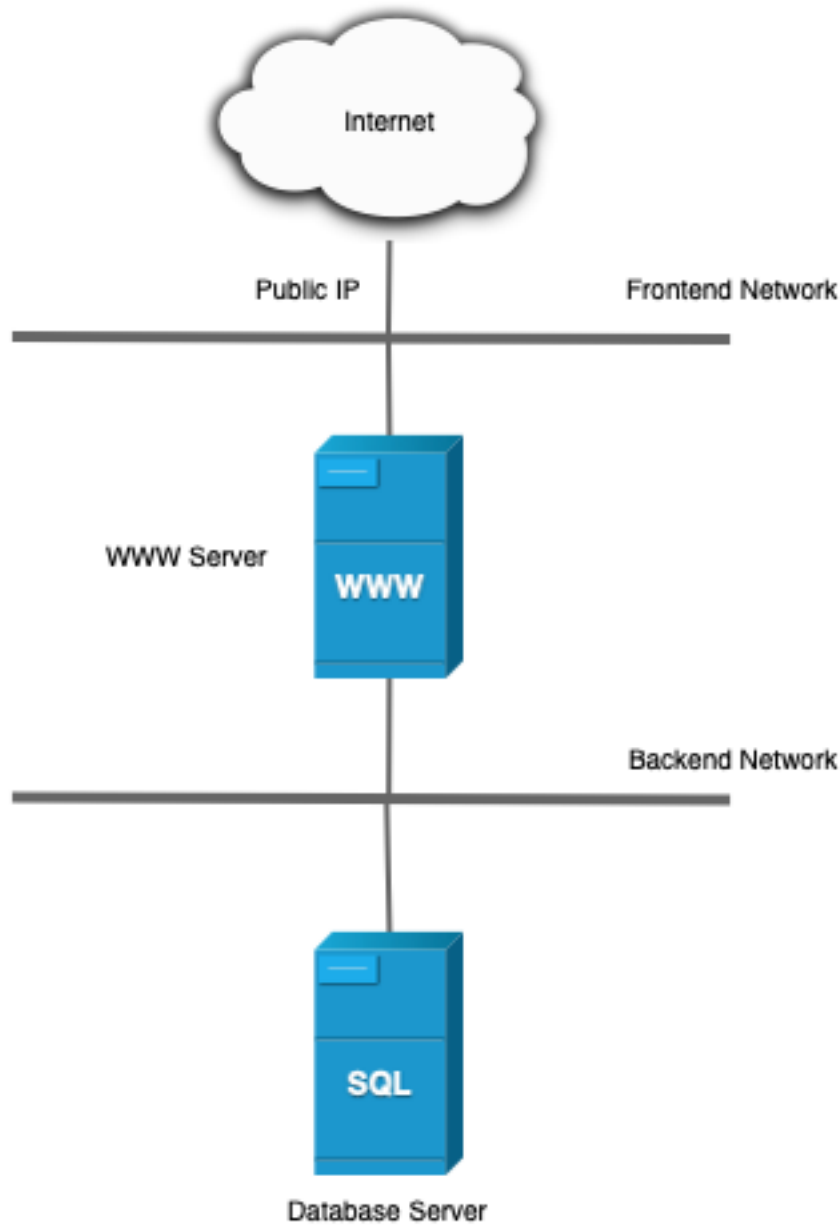 Internet
Public IP
Frontend Network
WWW Server
WWW
Backend Network
SQL
Database Server